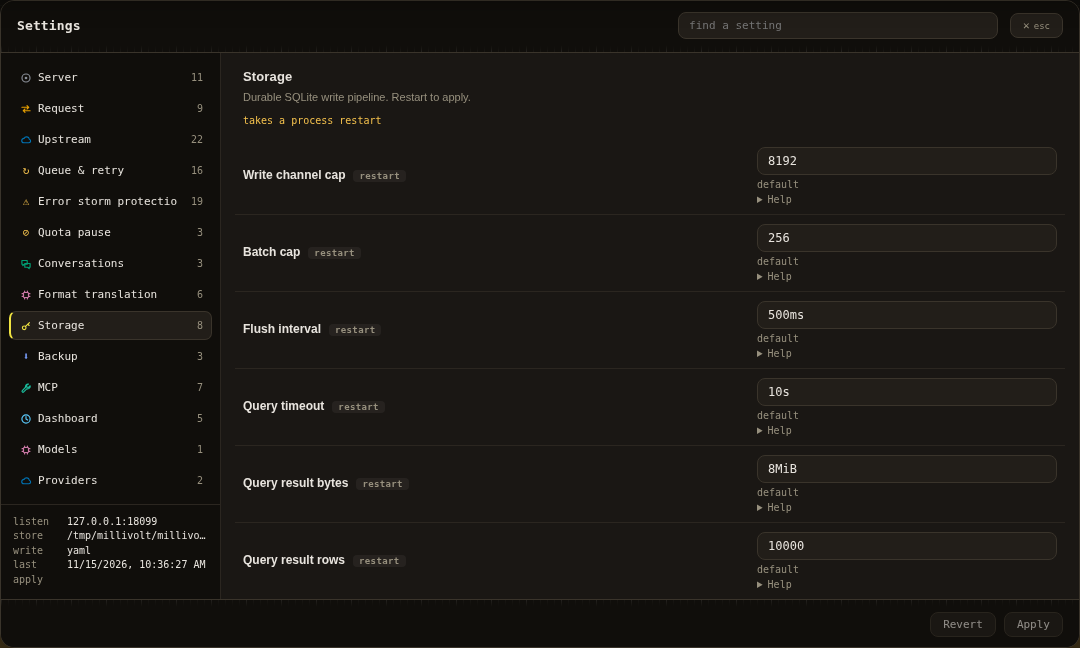 Settings
find a setting
× esc
Server 11
Request 9
Upstream 22
Queue & retry 16
Error storm protectio 19
Quota pause 3
Conversations 3
Format translation 6
Storage 8
Backup 3
MCP 7
Dashboard 5
Models 1
Providers 2
listen 127.0.0.1:18099
store /tmp/millivolt/millivo…
write yaml
last apply 11/15/2026, 10:36:27 AM
Storage
Durable SQLite write pipeline. Restart to apply.
takes a process restart
Write channel cap restart
8192
default
Help
Batch cap restart
256
default
Help
Flush interval restart
500ms
default
Help
Query timeout restart
10s
default
Help
Query result bytes restart
8MiB
default
Help
Query result rows restart
10000
default
Help
Revert Apply